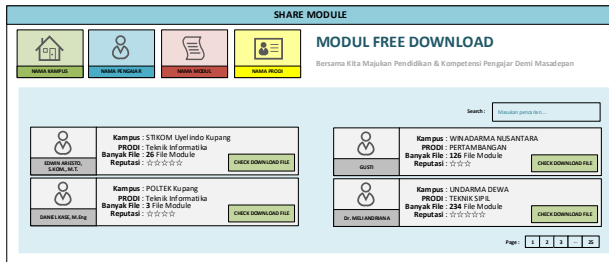 SHARE MODULE
MODUL FREE DOWNLOAD
Bersama Kita Majukan Pendidikan & Kompetensi Pengajar Demi Masadepan
NAMA KAMPUS
NAMA PENGAJAR
NAMA MODUL
NAMA PRODI
Search :
Masukan pencarian....
Kampus : STIKOM Uyelindo Kupang
PRODI : Teknik Informatika
Banyak File : 26 File Module
Reputasi : ☆☆☆☆☆
EDWIN ARIESTO,
S.KOM., M.T.
CHECK DOWNLOAD FILE
Kampus : WINADARMA NUSANTARA
PRODI : PERTAMBANGAN
Banyak File : 126 File Module
Reputasi : ☆☆☆☆
GUSTI
CHECK DOWNLOAD FILE
Kampus : POLTEK Kupang
PRODI : Teknik Informatika
Banyak File : 3 File Module
Reputasi : ☆☆☆☆
DANIEL KASE, M.Eng
CHECK DOWNLOAD FILE
Kampus : UNDARMA DEWA
PRODI : TEKNIK SIPIL
Banyak File : 234 File Module
Reputasi : ☆☆☆☆
Dr. MELI ANDRIANA
CHECK DOWNLOAD FILE
Page : 1 2 3 ... 25